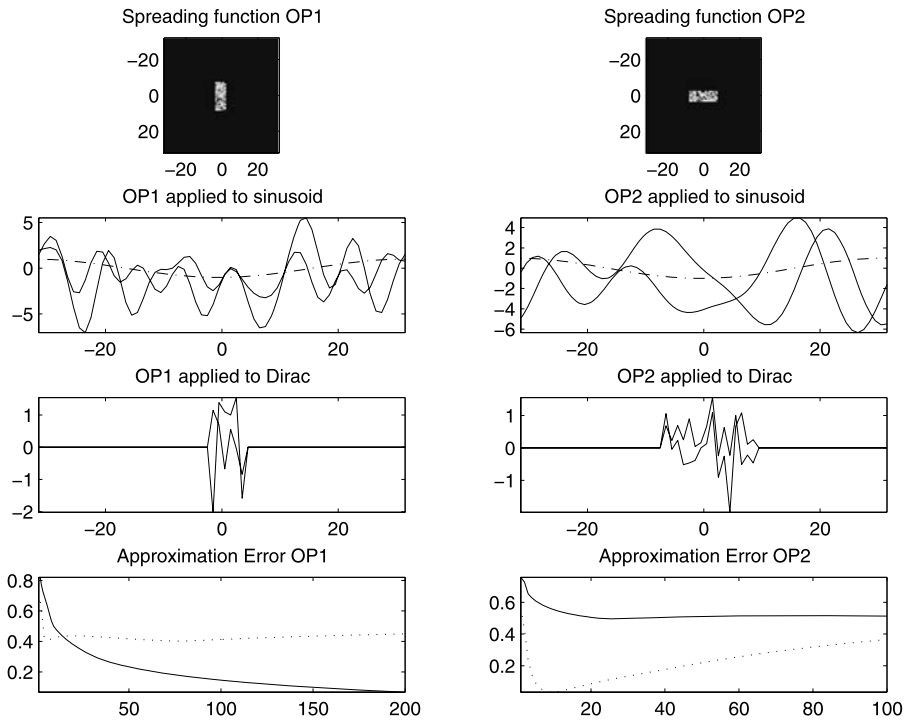 Spreading function OP1
Spreading function OP2
−20
0
20
−20 0 20
−20
0
20
−20 0 20
OP1 applied to sinusoid
OP2 applied to sinusoid
5
0
−5
−20 0 20
4
2
0
−2
−4
−6
−20 0 20
OP1 applied to Dirac
OP2 applied to Dirac
1
0
−1
−2
−20 0 20
1
0
−1
−20 0 20
Approximation Error OP1
Approximation Error OP2
0.8
0.6
0.4
0.2
50 100 150 200
0.6
0.4
0.2
20 40 60 80 100